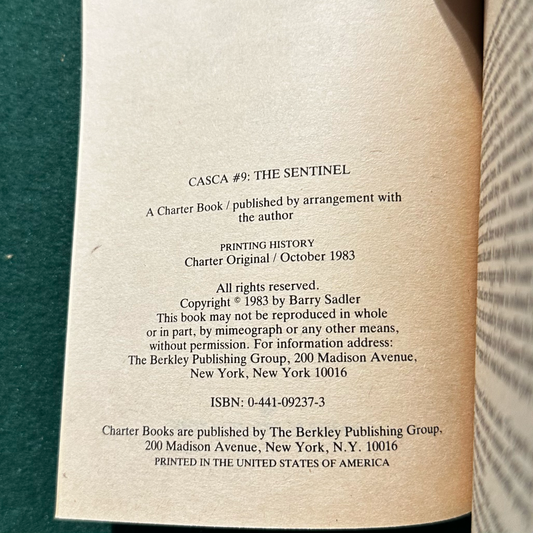 CASCA #9: THE SENTINEL
A Charter Book / published by arrangement with
the author
PRINTING HISTORY
Charter Original / October 1983
All rights reserved.
Copyright © 1983 by Barry Sadler
This book may not be reproduced in whole
or in part, by mimeograph or any other means,
without permission. For information address:
The Berkley Publishing Group, 200 Madison Avenue,
New York, New York 10016
ISBN: 0-441-09237-3
Charter Books are published by The Berkley Publishing Group,
200 Madison Avenue, New York, N.Y. 10016
PRINTED IN THE UNITED STATES OF AMERICA